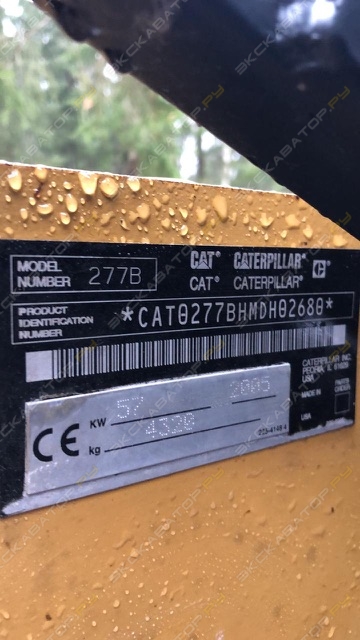 MODEL NUMBER 277B
CAT CATERPILLAR
CAT® CATERPILLAR®
PRODUCT IDENTIFICATION NUMBER *CAT0277BHMDH02680*
CATERPILLAR INC.
PEORIA, IL 61629
USA
MADE IN USA
CE KW 57 2005
kg 4320
ЭКСКАВАТОР.РУ